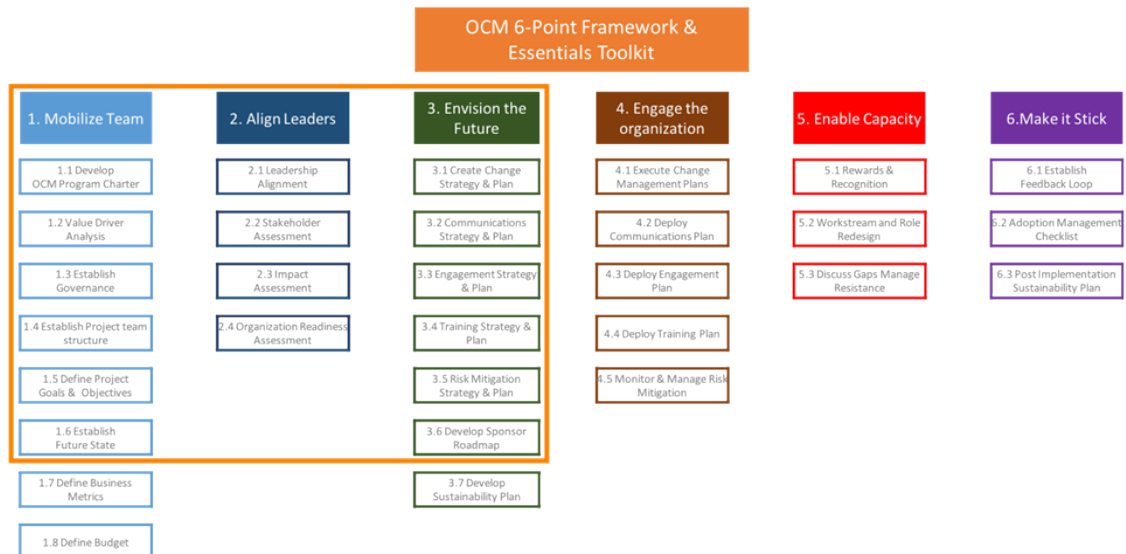 OCM 6-Point Framework &
Essentials Toolkit
1. Mobilize Team
1.1 Develop
OCM Program Charter
1.2 Value Driver
Analysis
1.3 Establish
Governance
1.4 Establish Project team
structure
1.5 Define Project
Goals & Objectives
1.6 Establish
Future State
1.7 Define Business
Metrics
1.8 Define Budget
2. Align Leaders
2.1 Leadership
Alignment
2.2 Stakeholder
Assessment
2.3 Impact
Assessment
2.4 Organization Readiness
Assessment
3. Envision the
Future
3.1 Create Change
Strategy & Plan
3.2 Communications
Strategy & Plan
3.3 Engagement Strategy
& Plan
3.4 Training Strategy &
Plan
3.5 Risk Mitigation
Strategy & Plan
3.6 Develop Sponsor
Roadmap
3.7 Develop
Sustainability Plan
4. Engage the
organization
4.1 Execute Change
Management Plans
4.2 Deploy
Communications Plan
4.3 Deploy Engagement
Plan
4.4 Deploy Training Plan
4.5 Monitor & Manage Risk
Mitigation
5. Enable Capacity
5.1 Rewards &
Recognition
5.2 Workstream and Role
Redesign
5.3 Discuss Gaps Manage
Resistance
6.Make it Stick
6.1 Establish
Feedback Loop
6.2 Adoption Management
Checklist
6.3 Post Implementation
Sustainability Plan